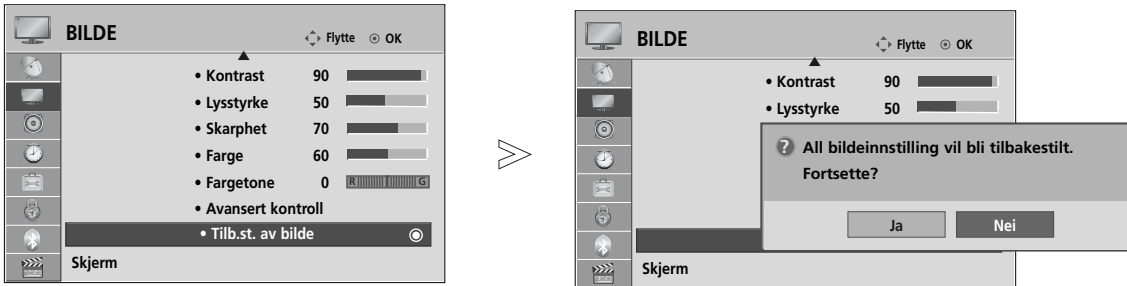 BILDE
Flytte OK
• Kontrast 90
• Lysstyrke 50
• Skarphet 70
• Farge 60
• Fargetone 0 R G
• Avansert kontroll
• Tilb.st. av bilde
Skjerm
BILDE
Flytte OK
• Kontrast 90
• Lysstyrke 50
? All bildeinnstilling vil bli tilbakestilt.
Fortsette?
Ja Nei
Skjerm